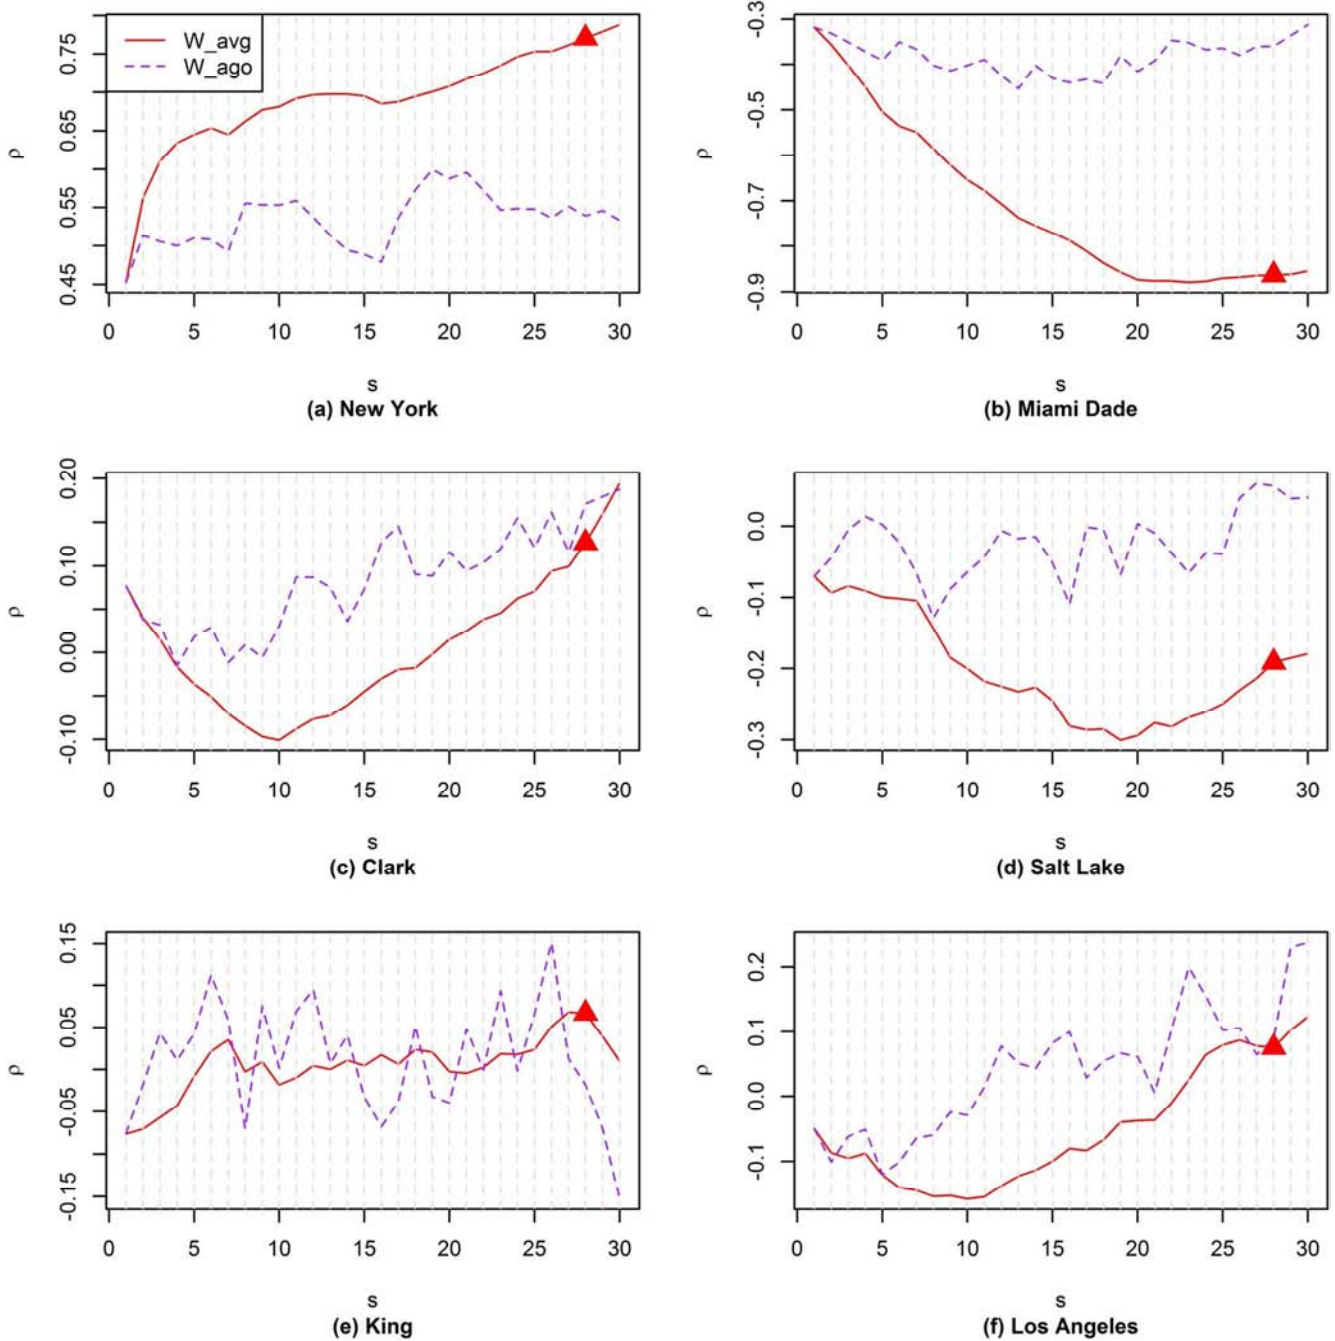 W_avg
W_ago
0.75
0.65
0.55
0.45
ρ
0 5 10 15 20 25 30
s
(a) New York
-0.3
-0.5
-0.7
-0.9
ρ
0 5 10 15 20 25 30
s
(b) Miami Dade
0.20
0.10
0.00
-0.10
ρ
0 5 10 15 20 25 30
s
(c) Clark
0.0
-0.1
-0.2
-0.3
ρ
0 5 10 15 20 25 30
s
(d) Salt Lake
0.15
0.05
-0.05
-0.15
ρ
0 5 10 15 20 25 30
s
(e) King
0.2
0.1
0.0
-0.1
ρ
0 5 10 15 20 25 30
s
(f) Los Angeles